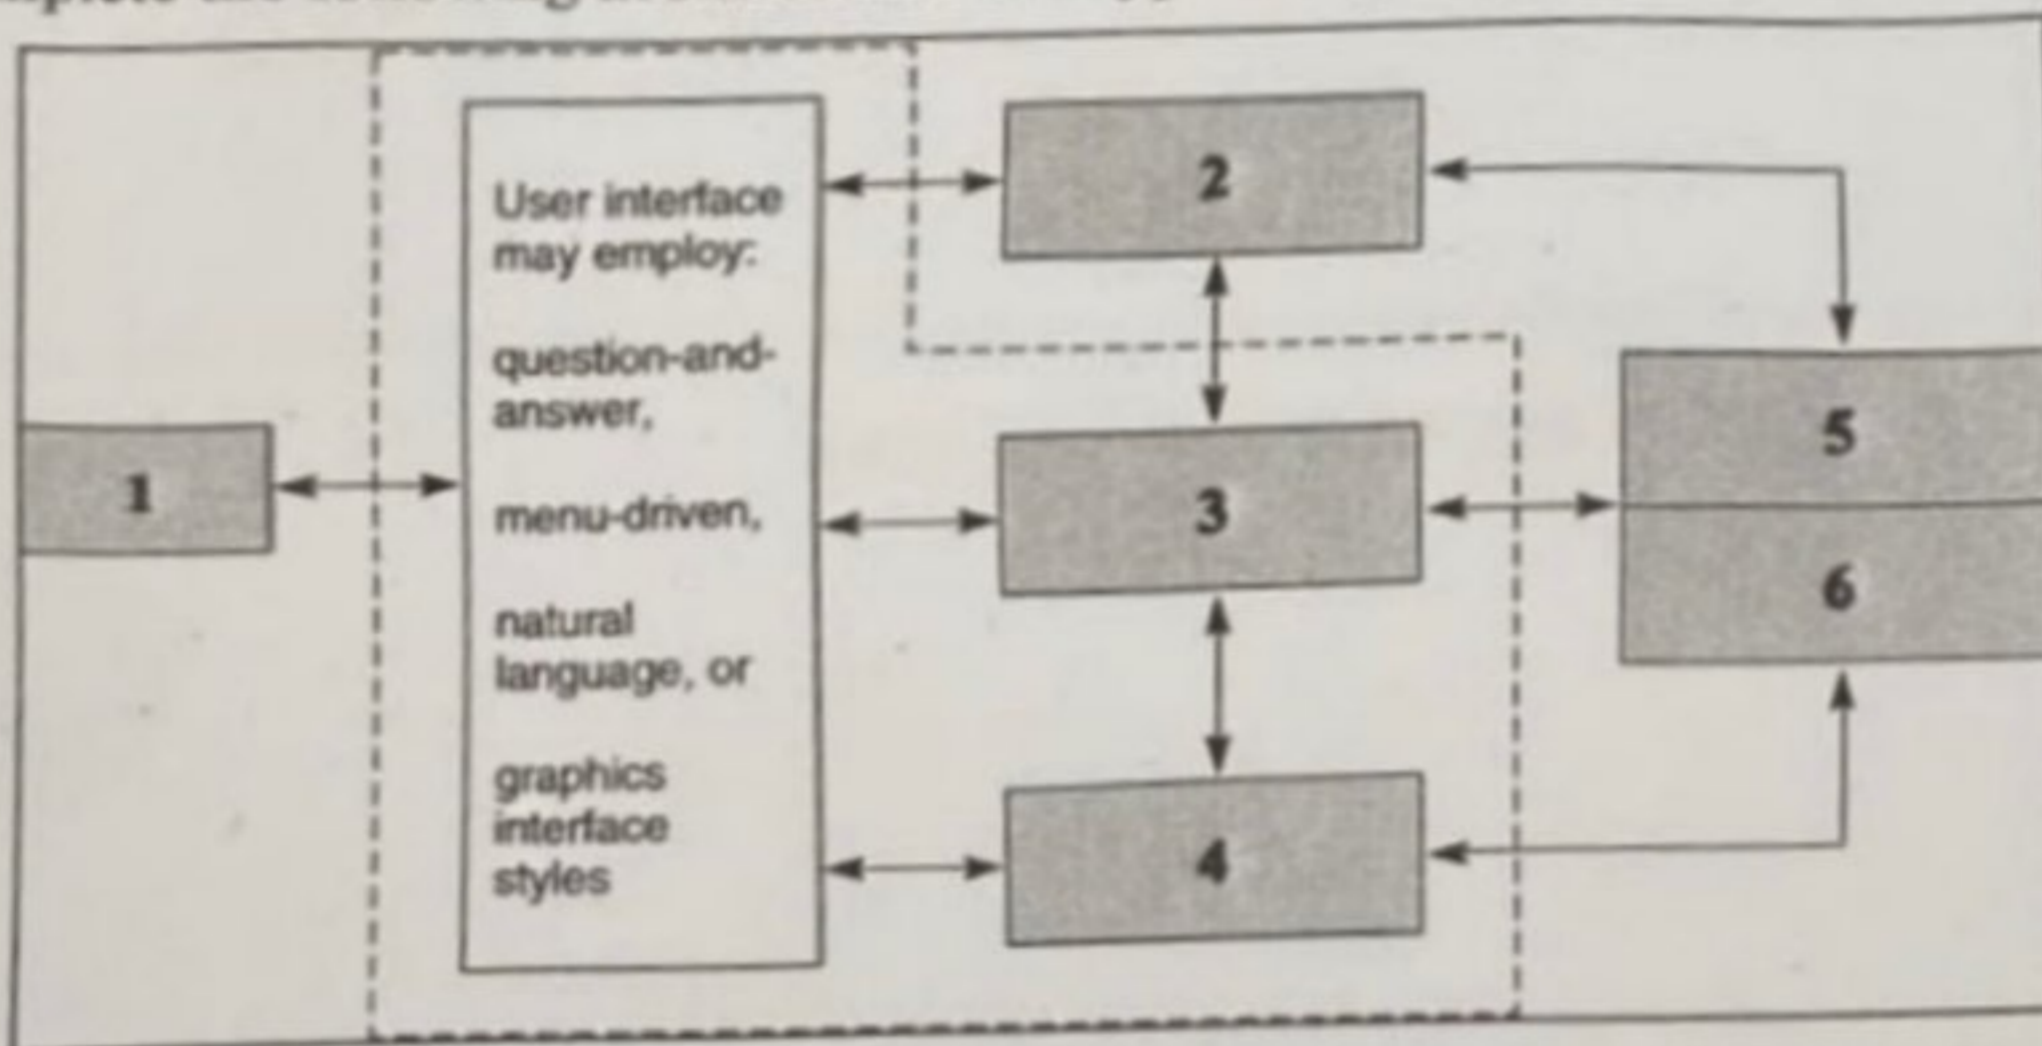 1
User interface
may employ:
question-and-
answer,
menu-driven,
natural
language, or
graphics
interface
styles
2
3
4
5
6